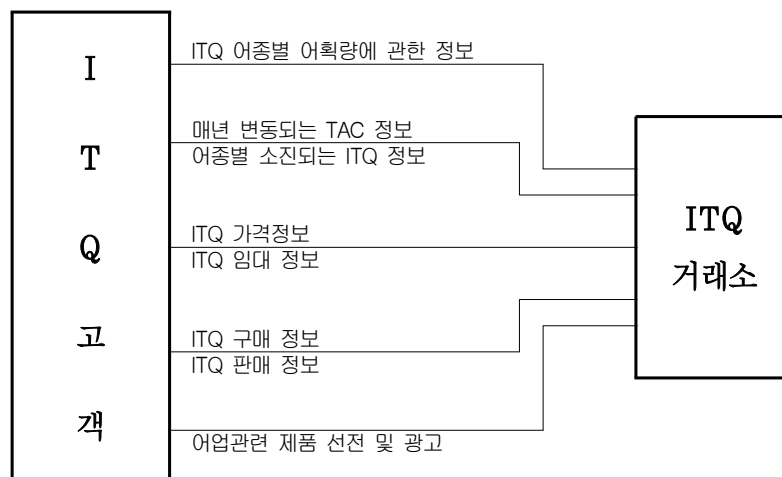 I
T
Q
고
객
ITQ 어종별 어획량에 관한 정보
매년 변동되는 TAC 정보
어종별 소진되는 ITQ 정보
ITQ 가격정보
ITQ 임대 정보
ITQ 구매 정보
ITQ 판매 정보
어업관련 제품 선전 및 광고
ITQ
거래소